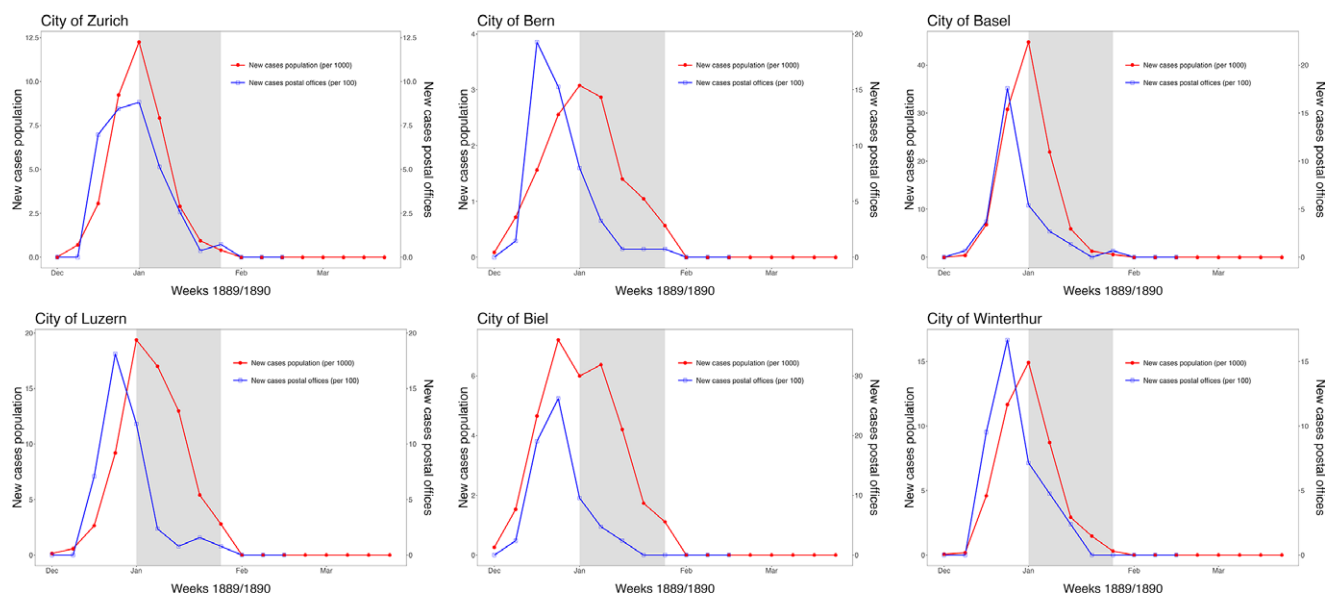 City of Zurich
New cases population
12.5
10.0
7.5
5.0
2.5
0.0
New cases population (per 1000)
New cases postal offices (per 100)
12.5
10.0
7.5
5.0
2.5
0.0
New cases postal offices
Dec Jan Feb Mar
Weeks 1889/1890
City of Bern
New cases population
4
3
2
1
0
New cases population (per 1000)
New cases postal offices (per 100)
20
15
10
5
0
New cases postal offices
Dec Jan Feb Mar
Weeks 1889/1890
City of Basel
New cases population
40
30
20
10
0
New cases population (per 1000)
New cases postal offices (per 100)
20
15
10
5
0
New cases postal offices
Dec Jan Feb Mar
Weeks 1889/1890
City of Luzern
New cases population
20
15
10
5
0
New cases population (per 1000)
New cases postal offices (per 100)
20
15
10
5
0
New cases postal offices
Dec Jan Feb Mar
Weeks 1889/1890
City of Biel
New cases population
6
4
2
0
New cases population (per 1000)
New cases postal offices (per 100)
30
20
10
0
New cases postal offices
Dec Jan Feb Mar
Weeks 1889/1890
City of Winterthur
New cases population
15
10
5
0
New cases population (per 1000)
New cases postal offices (per 100)
15
10
5
0
New cases postal offices
Dec Jan Feb Mar
Weeks 1889/1890